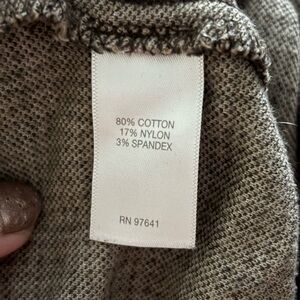 80% COTTON
17% NYLON
3% SPANDEX
RN 97641